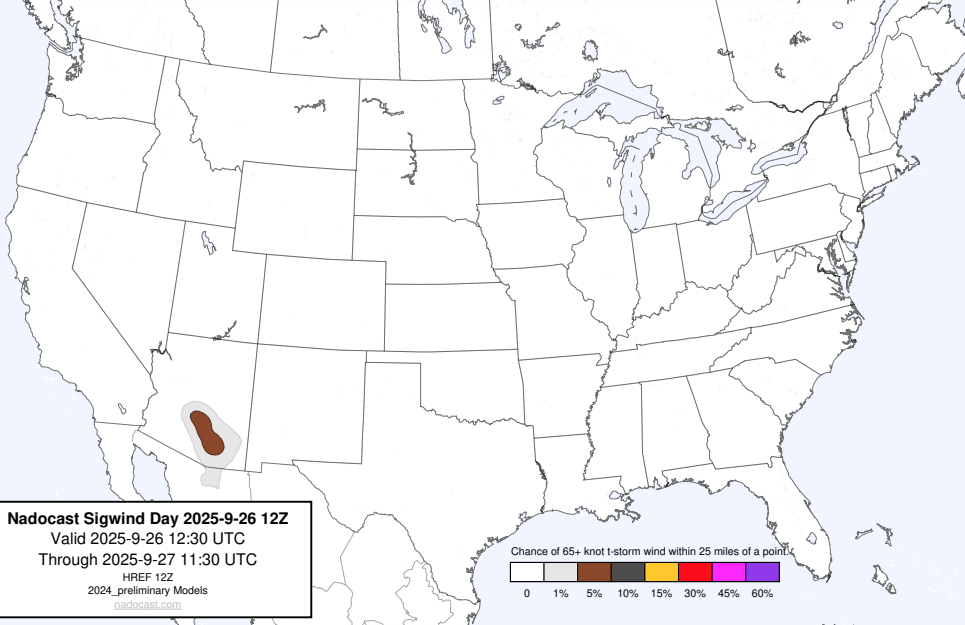 Nadocast Sigwind Day 2025-9-26 12Z
Valid 2025-9-26 12:30 UTC
Through 2025-9-27 11:30 UTC
HREF 12Z
2024_preliminary Models
nadocast.com
Chance of 65+ knot t-storm wind within 25 miles of a point.
0 1% 5% 10% 15% 30% 45% 60%